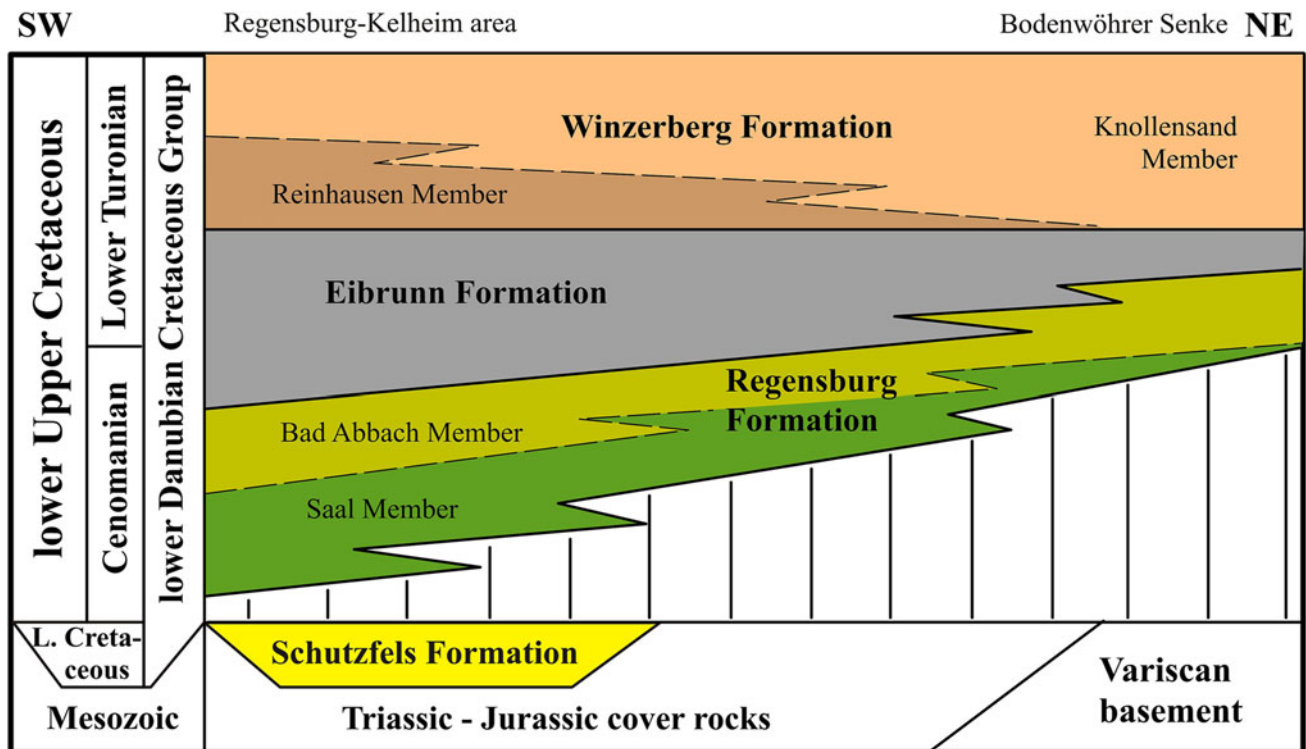 SW
Regensburg-Kelheim area
Bodenwöhrer Senke NE
lower Upper Cretaceous
Lower Turonian
Cenomanian
lower Danubian Cretaceous Group
Winzerberg Formation
Knollensand
Member
Reinhausen Member
Eibrunn Formation
Regensburg
Formation
Bad Abbach Member
Saal Member
L. Creta-
ceous
Schutzfels Formation
Variscan
basement
Mesozoic
Triassic - Jurassic cover rocks